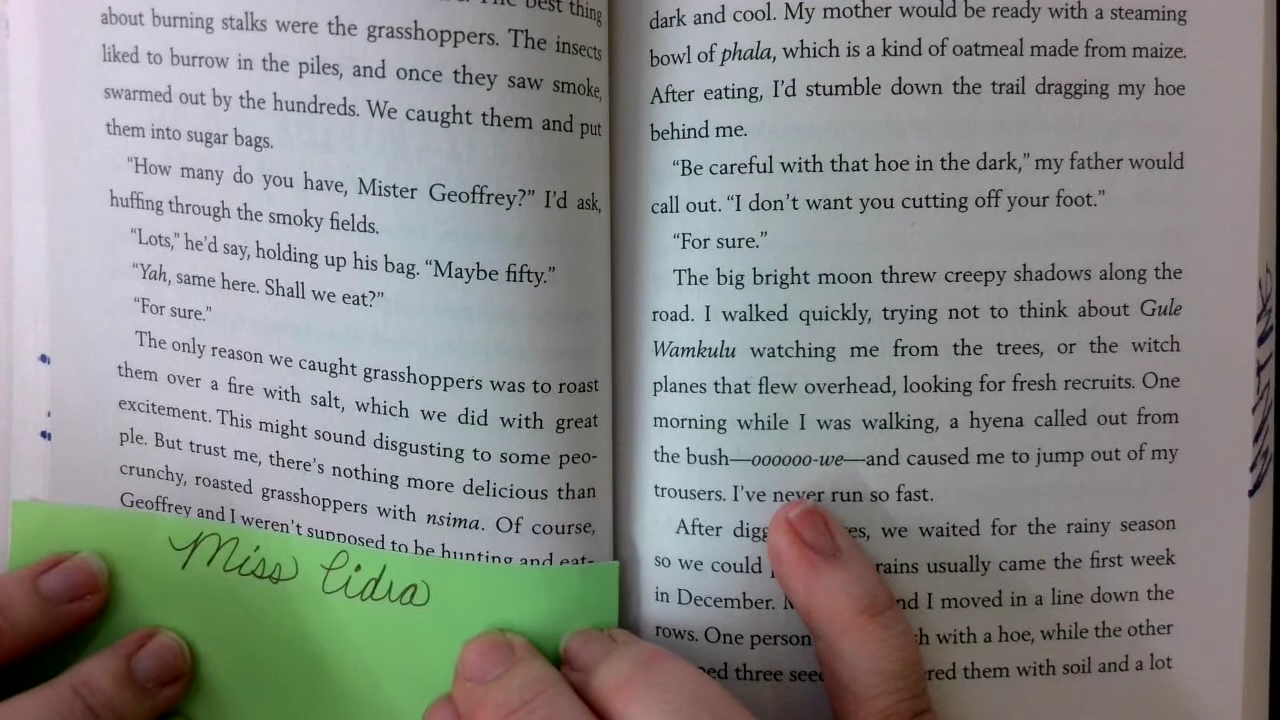 The best thing
about burning stalks were the grasshoppers. The insects
liked to burrow in the piles, and once they saw smoke,
swarmed out by the hundreds. We caught them and put
them into sugar bags.
“How many do you have, Mister Geoffrey?” I’d ask,
huffing through the smoky fields.
“Lots,” he’d say, holding up his bag. “Maybe fifty.”
“Yah, same here. Shall we eat?”
“For sure.”
The only reason we caught grasshoppers was to roast
them over a fire with salt, which we did with great
excitement. This might sound disgusting to some peo-
ple. But trust me, there’s nothing more delicious than
crunchy, roasted grasshoppers with nsima. Of course,
Geoffrey and I weren’t supposed to be hunting and eat-
Miss Lidia
dark and cool. My mother would be ready with a steaming
bowl of phala, which is a kind of oatmeal made from maize.
After eating, I’d stumble down the trail dragging my hoe
behind me.
“Be careful with that hoe in the dark,” my father would
call out. “I don’t want you cutting off your foot.”
“For sure.”
The big bright moon threw creepy shadows along the
road. I walked quickly, trying not to think about Gule
Wamkulu watching me from the trees, or the witch
planes that flew overhead, looking for fresh recruits. One
morning while I was walking, a hyena called out from
the bush—oooooo-we—and caused me to jump out of my
trousers. I’ve never run so fast.
After we waited for the rainy season
so we could rains usually came the first week
in December. I moved in a line down the
rows. One person with a hoe, while the other
three them with soil and a lot